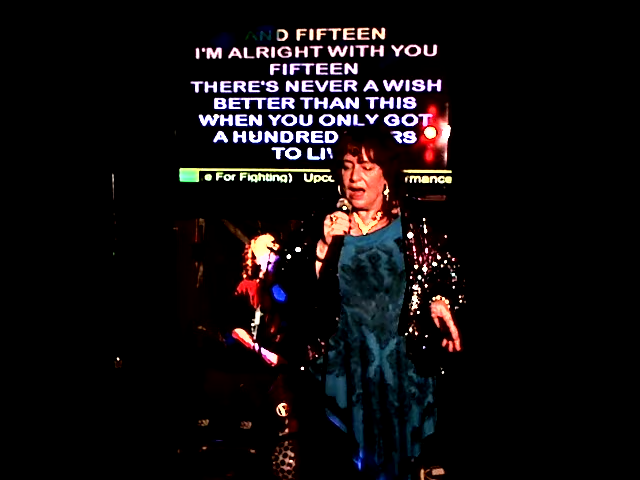 AND FIFTEEN
I'M ALRIGHT WITH YOU
FIFTEEN
THERE'S NEVER A WISH
BETTER THAN THIS
WHEN YOU ONLY GOT
A HUNDRED
TO
e For Fighting)